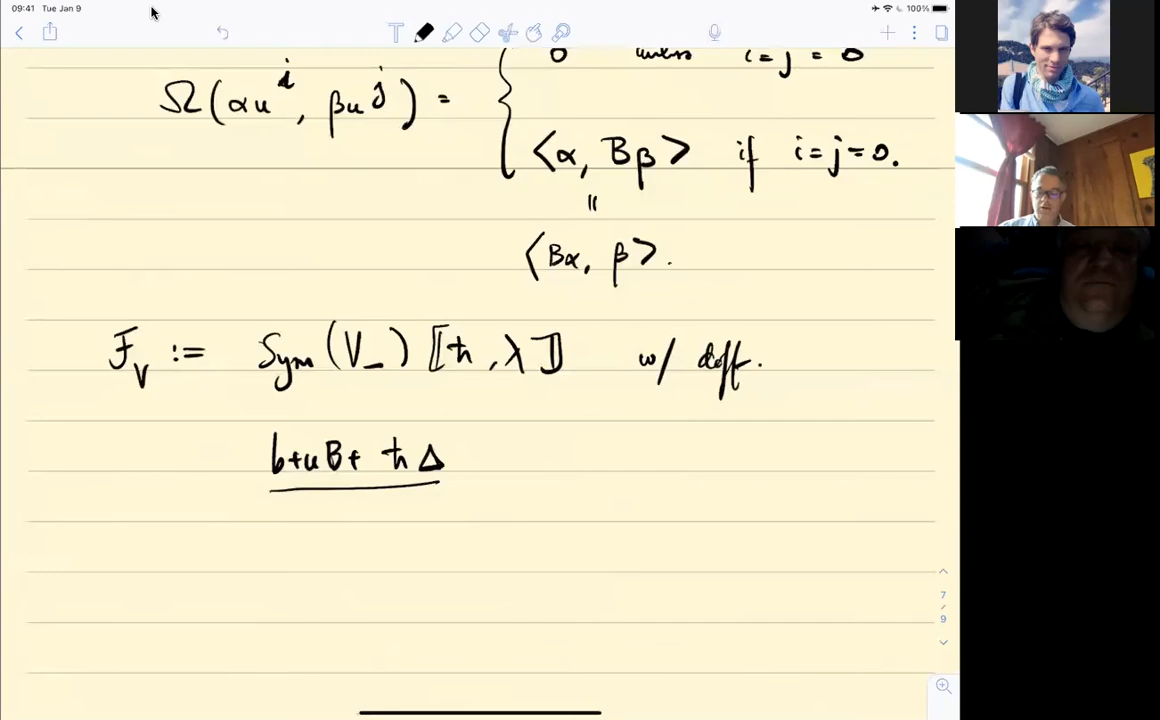 09:41 Tue Jan 9
100%
0 unless i = j = 0
Ω(αu^i, βu^j) =
⟨α, Bβ⟩ if i=j=0.
||
⟨Bα, β⟩.
F_V := Sym(V_-)[[ħ, λ]] w/ diff.
b+uB+ ħΔ
7
/
9